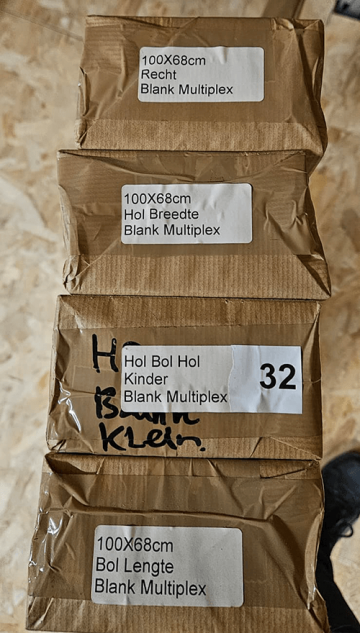 100X68cm
Recht
Blank Multiplex
100X68cm
Hol Breedte
Blank Multiplex
Hol Bol Hol
Kinder
Blank Multiplex
32
Klein.
100X68cm
Bol Lengte
Blank Multiplex